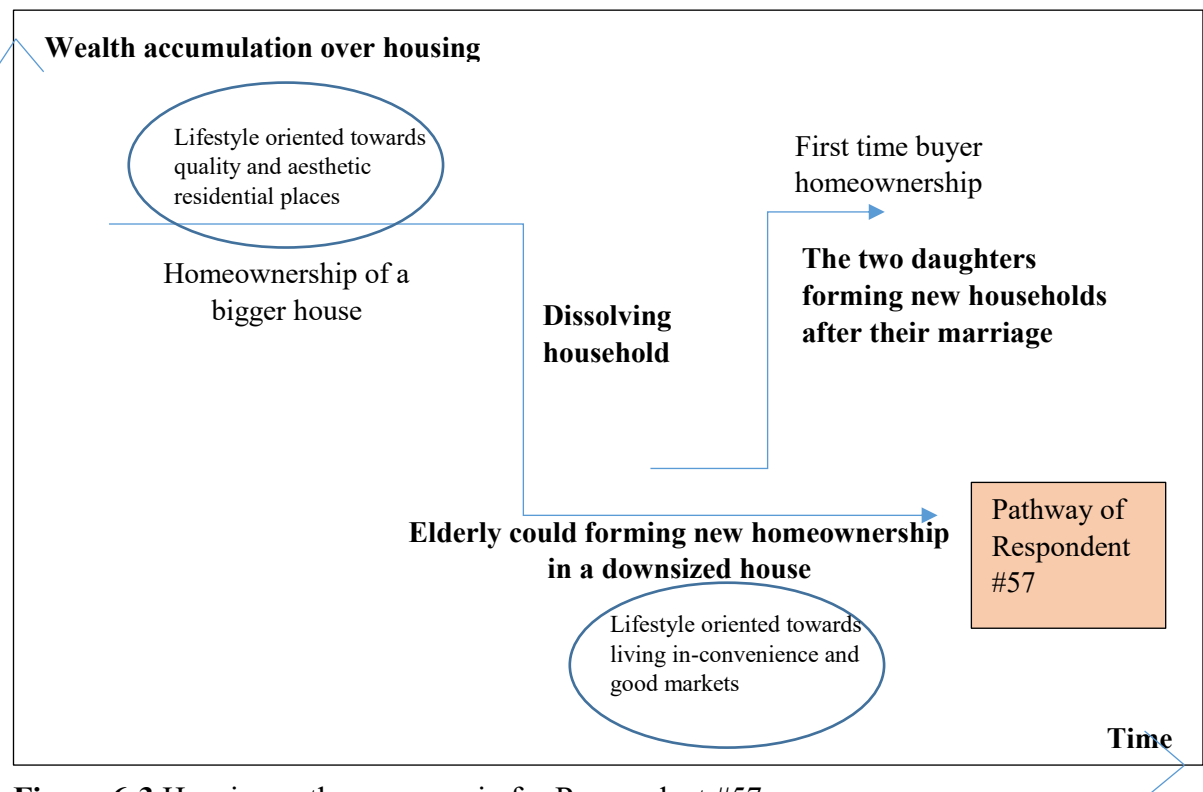 Wealth accumulation over housing
Lifestyle oriented towards
quality and aesthetic
residential places
Homeownership of a
bigger house
Dissolving
household
First time buyer
homeownership
The two daughters
forming new households
after their marriage
Elderly could forming new homeownership
in a downsized house
Lifestyle oriented towards
living in-convenience and
good markets
Pathway of
Respondent
#57
Time